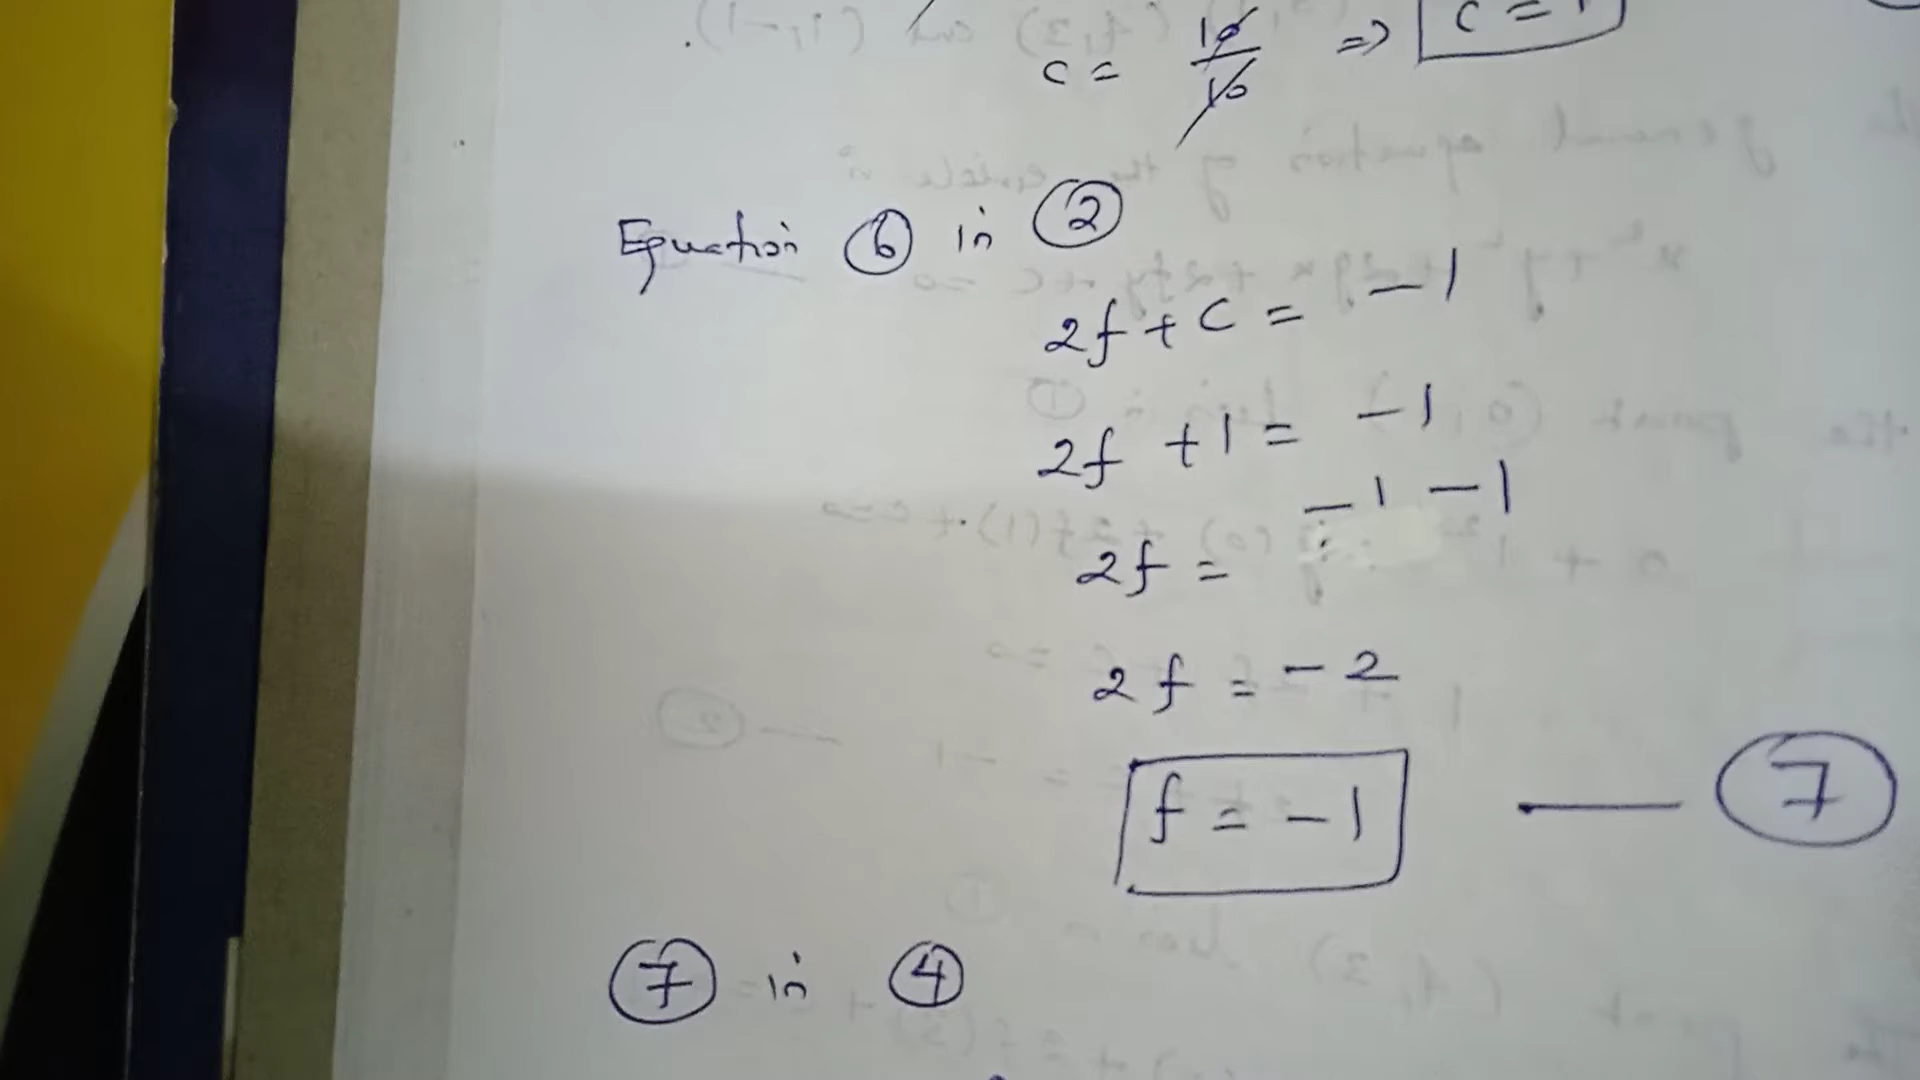 c = 10/10 => c = 1
Equation ⑥ in ②
2f + c = -1
2f + 1 = -1
2f = -1 -1
2f = -2
f = -1 — ⑦
⑦ in ④